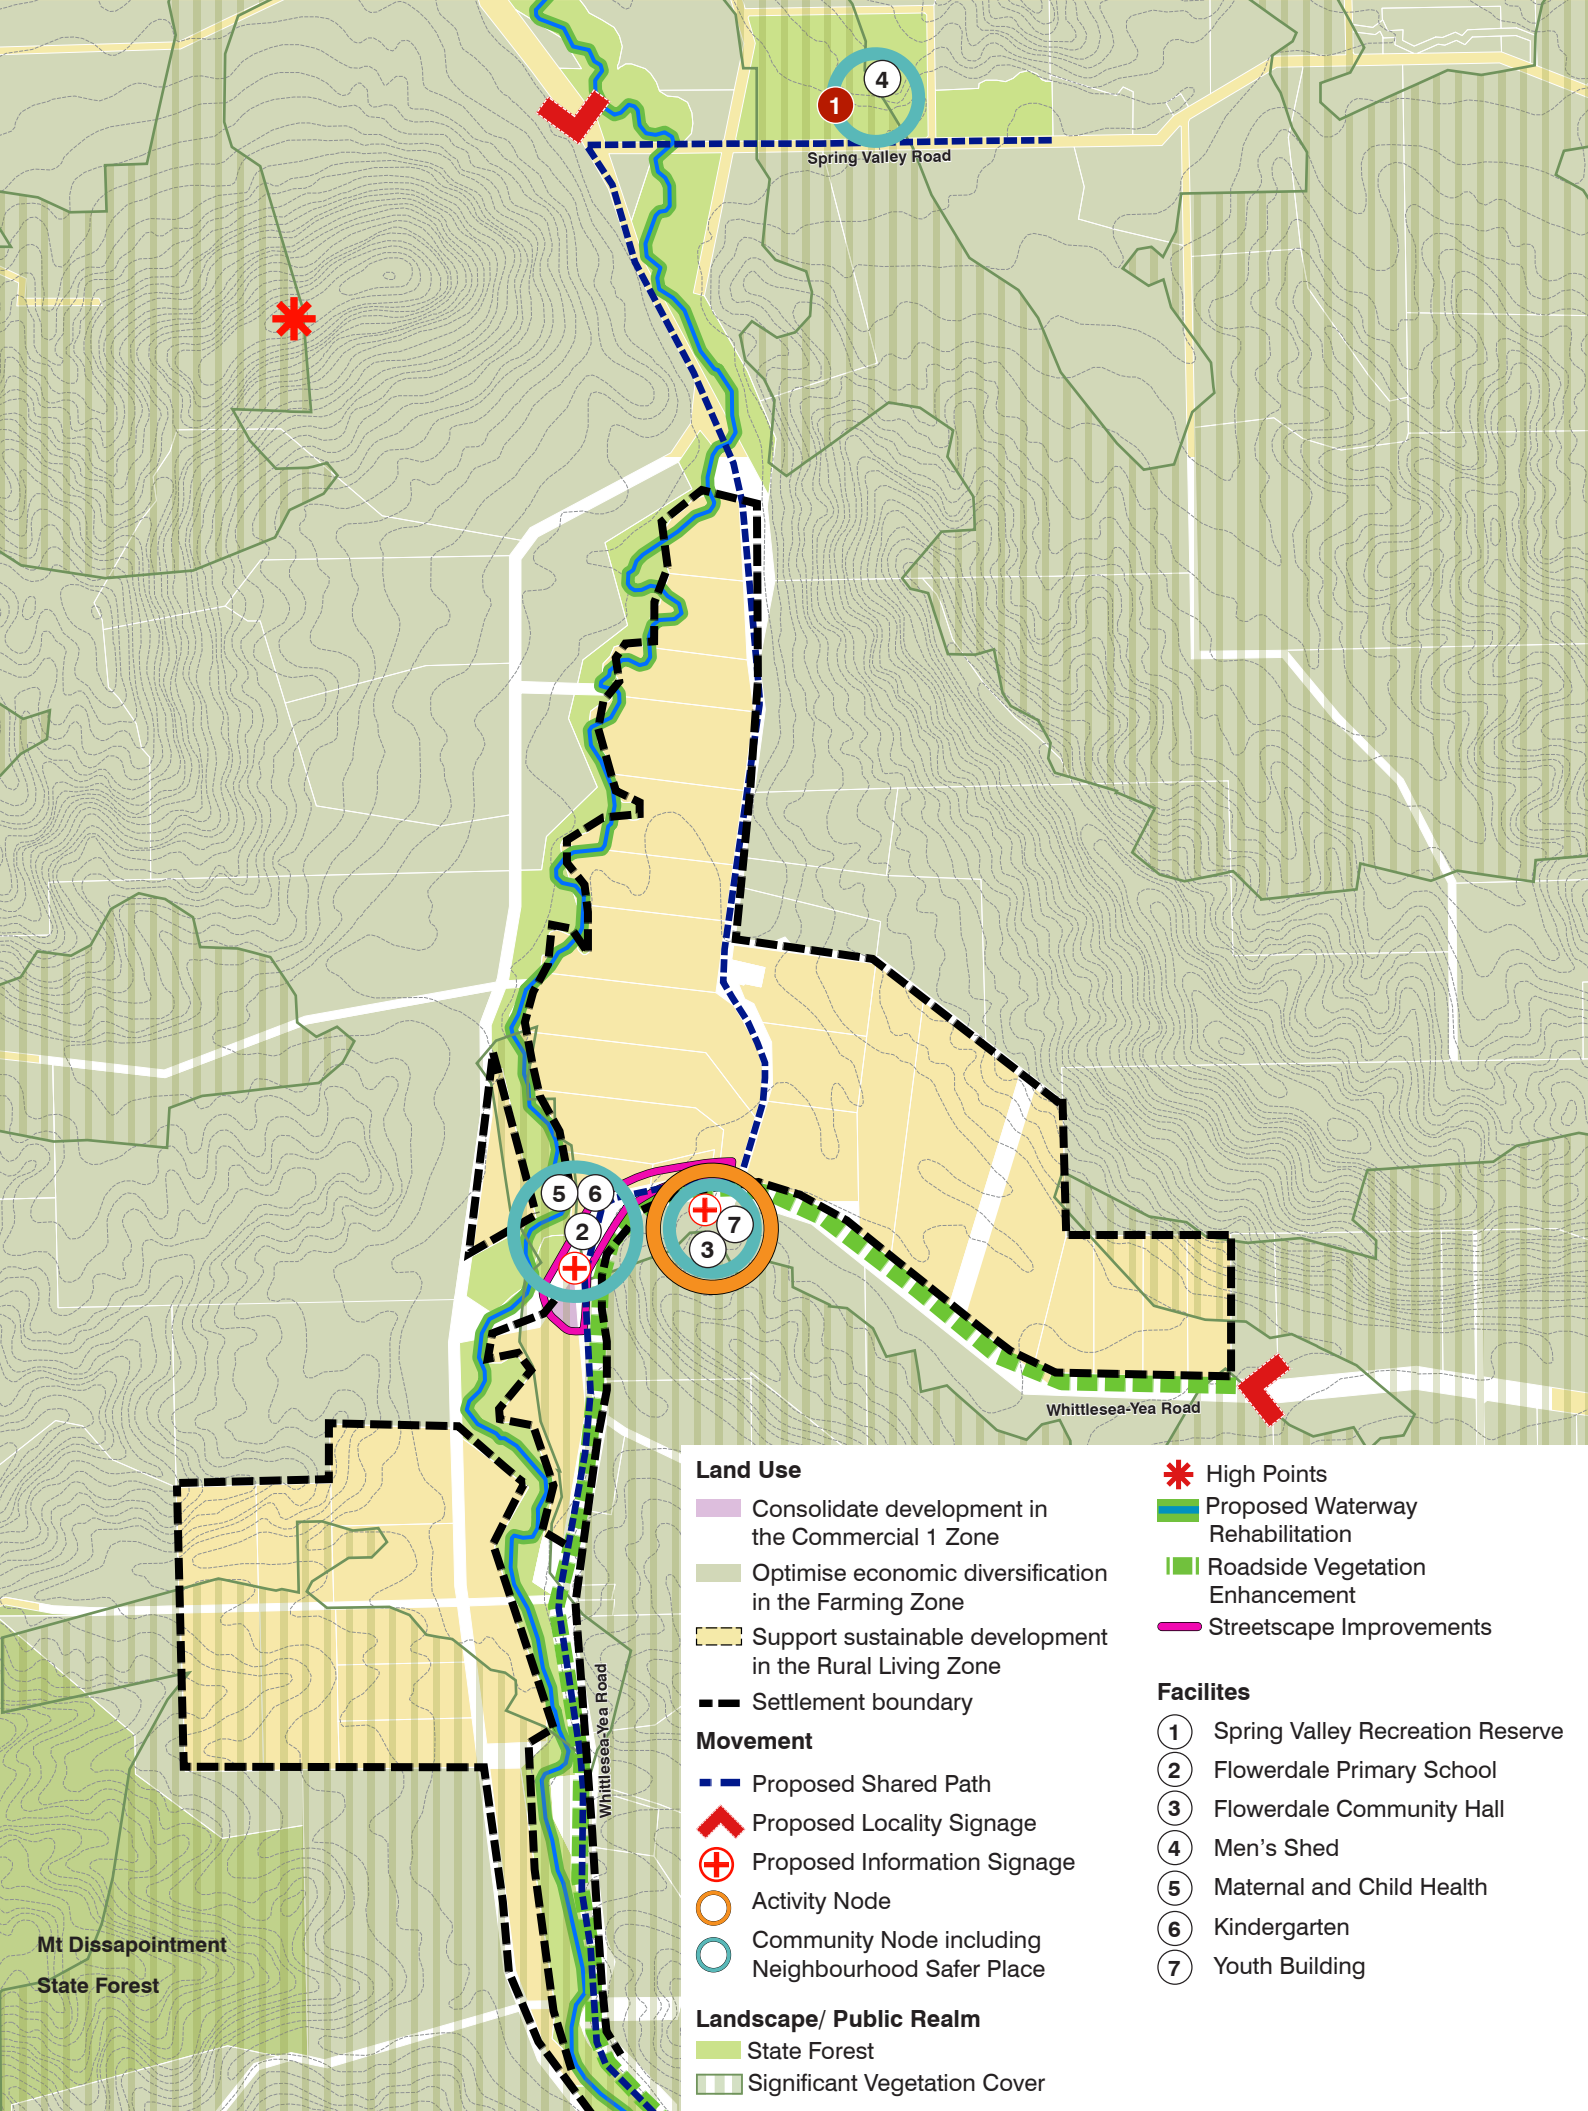 4
1
Spring Valley Road
5
6
2
7
3
Whittlesea-Yea Road
Whittlesea-Yea Road
Mt Dissapointment
State Forest
Land Use
Consolidate development in
the Commercial 1 Zone
Optimise economic diversification
in the Farming Zone
Support sustainable development
in the Rural Living Zone
Settlement boundary
Movement
Proposed Shared Path
Proposed Locality Signage
Proposed Information Signage
Activity Node
Community Node including
Neighbourhood Safer Place
Landscape/ Public Realm
State Forest
Significant Vegetation Cover
High Points
Proposed Waterway
Rehabilitation
Roadside Vegetation
Enhancement
Streetscape Improvements
Facilites
1 Spring Valley Recreation Reserve
2 Flowerdale Primary School
3 Flowerdale Community Hall
4 Men's Shed
5 Maternal and Child Health
6 Kindergarten
7 Youth Building